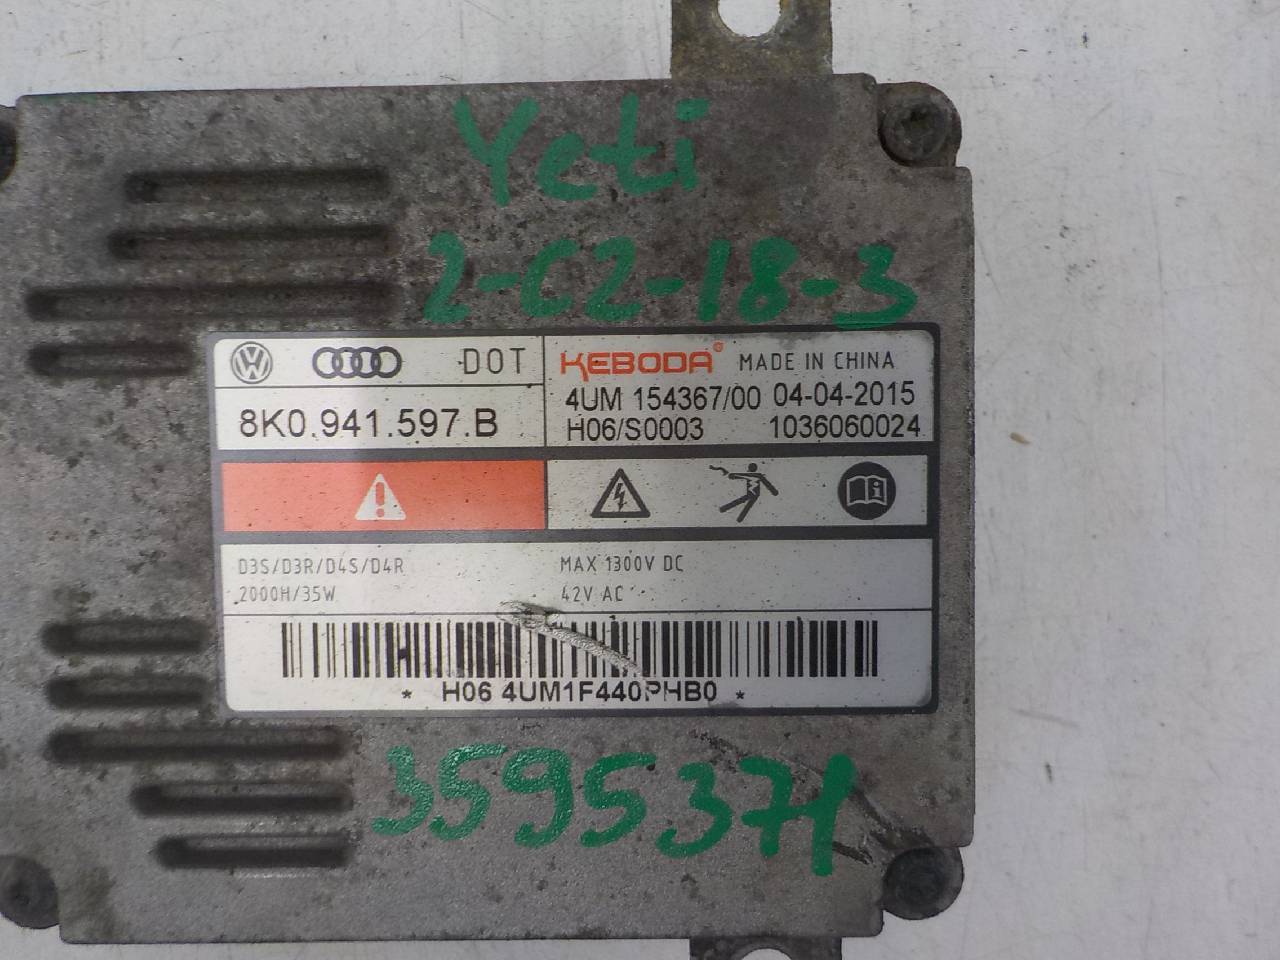 Yeti
2-C2-18-3
DOT
8K0.941.597.B
KEBODA® MADE IN CHINA
4UM 154367/00 04-04-2015
H06/S0003 1036060024
D3S/D3R/D4S/D4R
2000H/35W
MAX 1300V DC
42V AC
* H06 4UM1F440PHB0 *
3595371